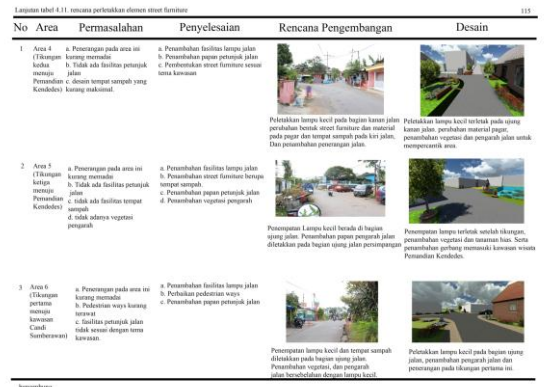 Lanjutan tabel 4.11. rencana perletakkan elemen street furniture
115
No Area Permasalahan Penyelesaian Rencana Pengembangan Desain
1
Area 4
(Tikungan
kedua
menuju
Pemandian
Kendedes)
a. Penerangan pada area ini
kurang memadai
b. Tidak ada fasilitas petunjuk
jalan
c. desain tempat sampah yang
kurang maksimal.
a. Penambahan fasilitas lampu jalan
b. Penambahan papan petunjuk jalan
c. Pembentukan street furniture sesuai
tema kawasan
Peletakkan lampu kecil pada bagian kanan jalan
perubahan bentuk street furniture dan material
pada pagar dan tempat sampah pada kiri jalan,
Dan penambahan penerangan jalan.
Peletakkan lampu kecil terletak pada ujung
kanan jalan. perubahan material pagar,
penambahan vegetasi dan pengarah jalan untuk
mempercantik area.
2
Area 5
(Tikungan
ketiga
menuju
Pemandian
Kendedes)
a. Penerangan pada area ini
kurang memadai
b. Tidak ada fasilitas petunjuk
jalan
c. tidak ada fasilitas tempat
sampah
d. tidak adanya vegetasi
pengarah
a. Penambahan fasilitas lampu jalan
b. Penambahan street furniture berupa
tempat sampah.
c. Penambahan papan petunjuk jalan
d. Penambahan vegetasi pengarah
Penempatan Lampu kecil berada di bagian
ujung jalan. Penambahan papan pengarah jalan
diletakkan pada bagian ujung jalan persimpangan
Penempatan lampu terletak setelah tikungan,
penambahan vegetasi dan tanaman hias. Serta
penambahan gerbang memasuki kawasan wisata
Pemandian Kendedes.
3
Area 6
(Tikungan
pertama
menuju
kawasan
Candi
Sumberawan)
a. Penerangan pada area ini
kurang memadai
b. Pedestrian ways kurang
terawat
c. fasilitas petunjuk jalan
tidak sesuai dengan tema
kawasan.
a. Penambahan fasilitas lampu jalan
b. Perbaikan pedestrian ways
c. Penambahan papan petunjuk jalan
Penempatan lampu kecil dan tempat sampah
diletakkan pada bagian ujung jalan.
Penambahan vegetasi, dan pengarah
jalan bersebelahan dengan lampu kecil.
Peletakkan lampu kecil pada bagian ujung
jalan, penambahan pengarah jalan dan
penerangan pada tikungan pertama ini.